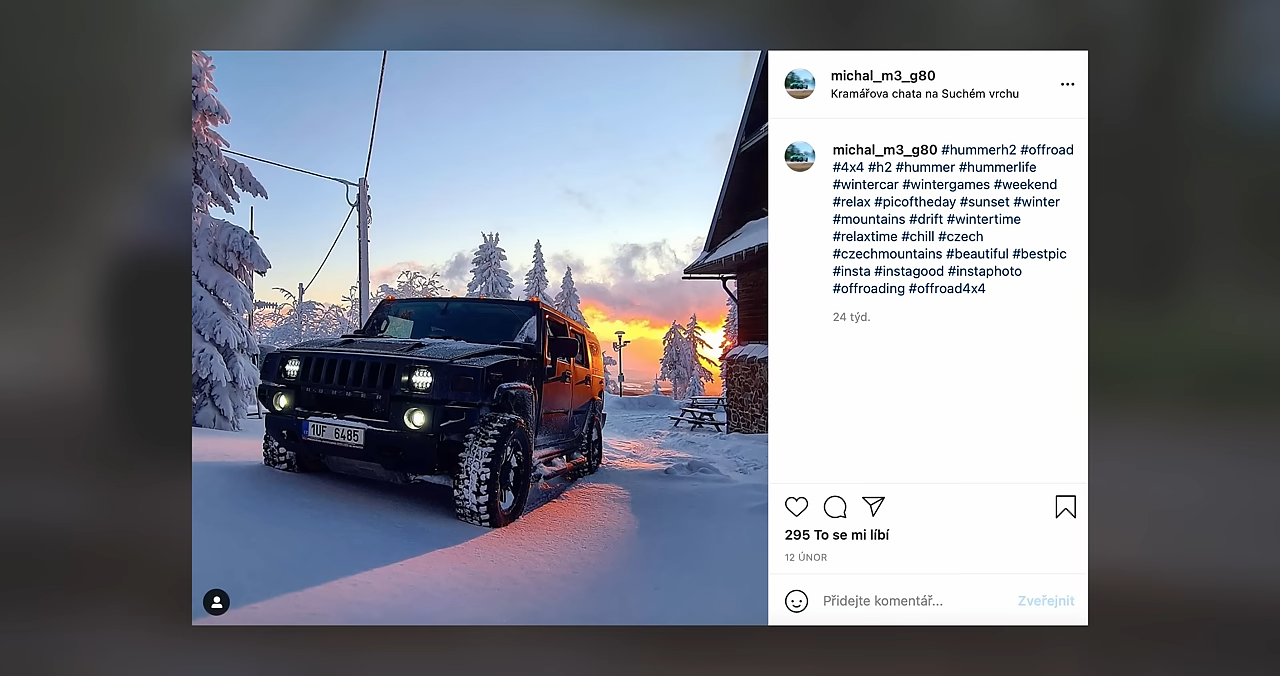 michal_m3_g80
Kramářova chata na Suchém vrchu
michal_m3_g80 #hummerh2 #offroad
#4x4 #h2 #hummer #hummerlife
#wintercar #wintergames #weekend
#relax #picoftheday #sunset #winter
#mountains #drift #wintertime
#relaxtime #chill #czech
#czechmountains #beautiful #bestpic
#insta #instagood #instaphoto
#offroading #offroad4x4
24 týd.
HUMMER
1UF 6485
295 To se mi líbí
12 ÚNOR
Přidejte komentář...
Zveřejnit